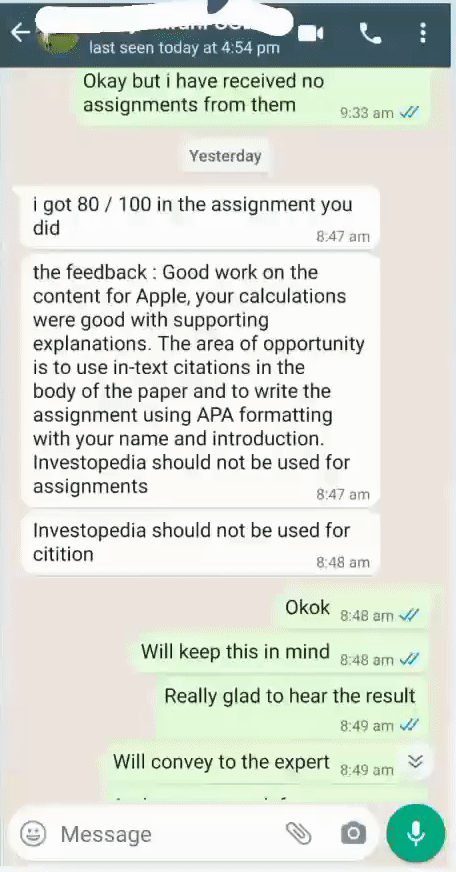 last seen today at 4:54 pm
Okay but i have received no
assignments from them
9:33 am
Yesterday
i got 80 / 100 in the assignment you
did
8:47 am
the feedback : Good work on the
content for Apple, your calculations
were good with supporting
explanations. The area of opportunity
is to use in-text citations in the
body of the paper and to write the
assignment using APA formatting
with your name and introduction.
Investopedia should not be used for
assignments
8:47 am
Investopedia should not be used for
citition
8:48 am
Okok 8:48 am
Will keep this in mind 8:48 am
Really glad to hear the result
8:49 am
Will convey to the expert 8:49 am
Message